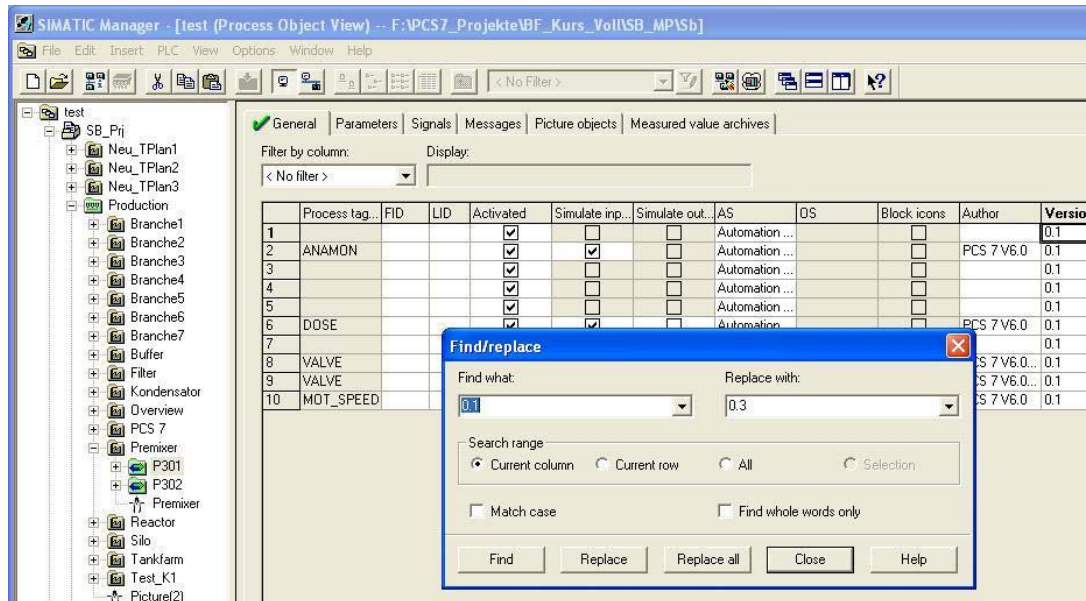 SIMATIC Manager - [test (Process Object View) -- F:\PCS7_Projekte\BF_Kurs_Voll\SB_MP\Sb]
File Edit Insert PLC View Options Window Help
< No Filter >
test
SB_Prj
Neu_TPlan1
Neu_TPlan2
Neu_TPlan3
Production
Branche1
Branche2
Branche3
Branche4
Branche5
Branche6
Branche7
Buffer
Filter
Kondensator
Overview
PCS 7
Premixer
P301
P302
Premixer
Reactor
Silo
Tankfarm
Test_K1
Picture(2)
General Parameters Signals Messages Picture objects Measured value archives
Filter by column: Display:
< No filter >
Process tag... FID LID Activated Simulate inp... Simulate out... AS OS Block icons Author Versio
1 Automation ... 0.1
2 ANAMON Automation ... PCS 7 V6.0 0.1
3 Automation ... 0.1
4 Automation ... 0.1
5 Automation ... 0.1
6 DOSE Automation PCS 7 V6.0 0.1
7 0.1
8 VALVE CS 7 V6.0... 0.1
9 VALVE CS 7 V6.0... 0.1
10 MOT_SPEED CS 7 V6.0 0.1
Find/replace
Find what: Replace with:
0.1 0.3
Search range
Current column Current row All Selection
Match case Find whole words only
Find Replace Replace all Close Help